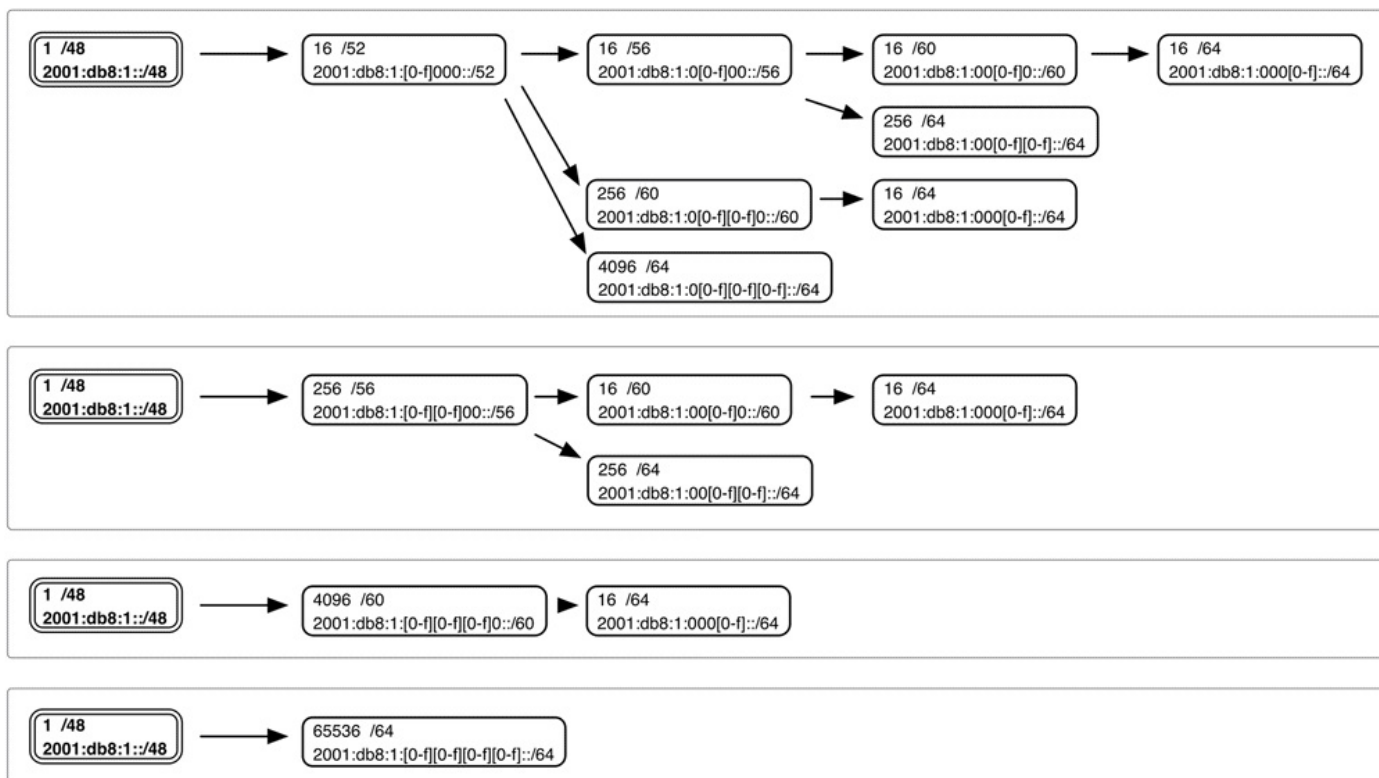 1  /48
2001:db8:1::/48
16  /52
2001:db8:1:[0-f]000::/52
16  /56
2001:db8:1:0[0-f]00::/56
16  /60
2001:db8:1:00[0-f]0::/60
16  /64
2001:db8:1:000[0-f]::/64
256  /64
2001:db8:1:00[0-f][0-f]::/64
256  /60
2001:db8:1:0[0-f][0-f]0::/60
16  /64
2001:db8:1:000[0-f]::/64
4096  /64
2001:db8:1:0[0-f][0-f][0-f]::/64
1  /48
2001:db8:1::/48
256  /56
2001:db8:1:[0-f][0-f]00::/56
16  /60
2001:db8:1:00[0-f]0::/60
16  /64
2001:db8:1:000[0-f]::/64
256  /64
2001:db8:1:00[0-f][0-f]::/64
1  /48
2001:db8:1::/48
4096  /60
2001:db8:1:[0-f][0-f][0-f]0::/60
16  /64
2001:db8:1:000[0-f]::/64
1  /48
2001:db8:1::/48
65536  /64
2001:db8:1:[0-f][0-f][0-f][0-f]::/64